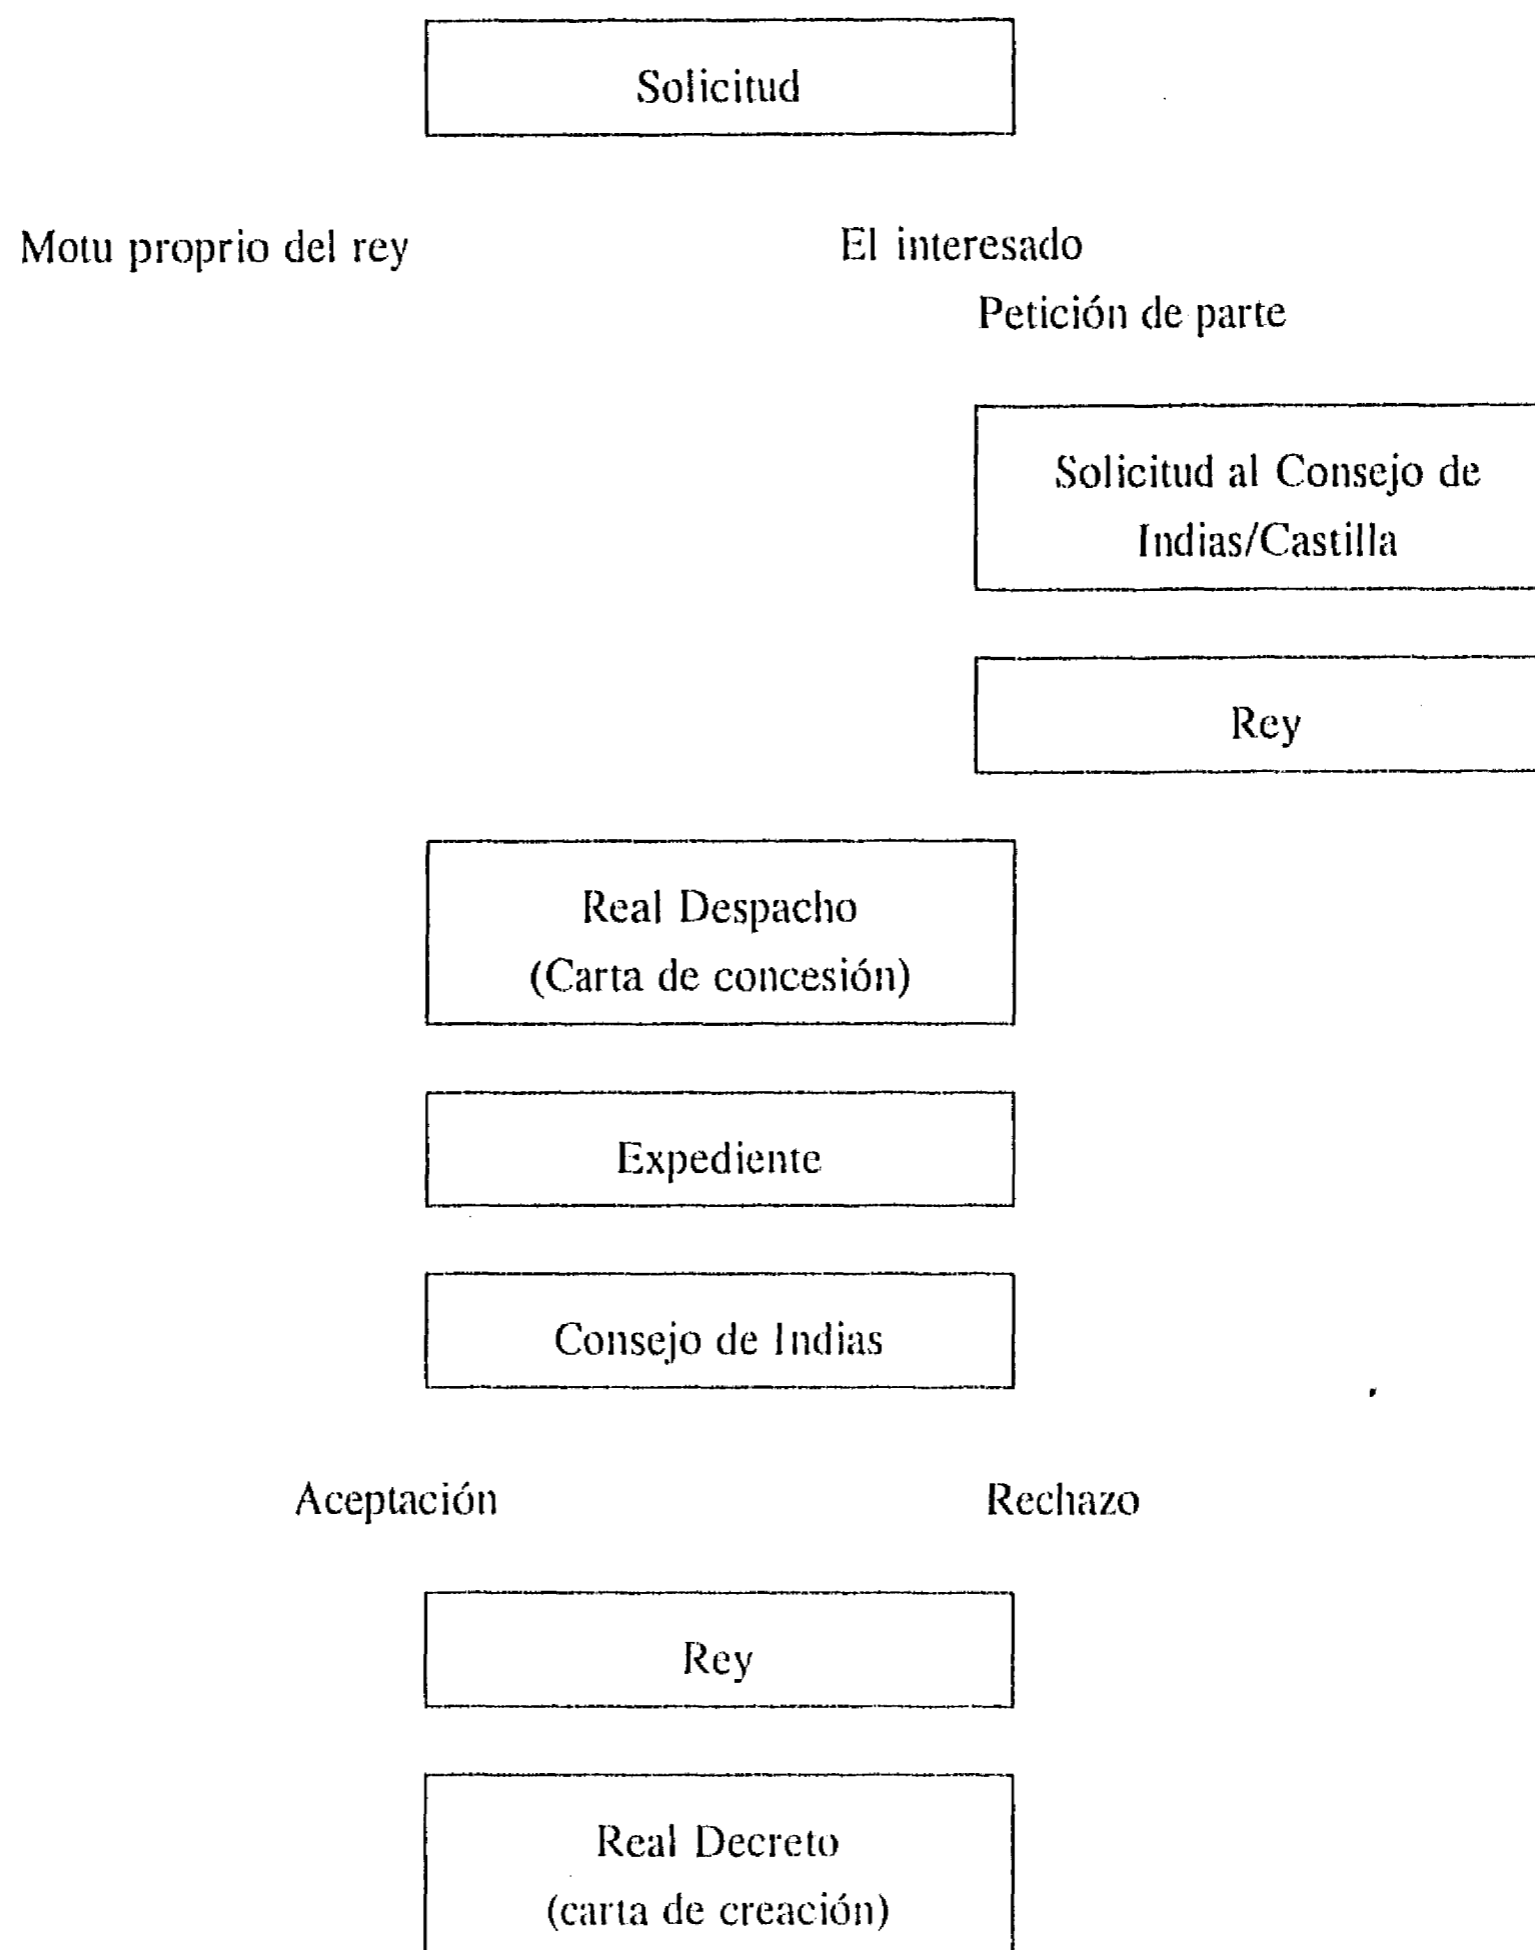 Solicitud
Motu proprio del rey
El interesado
Petición de parte
Solicitud al Consejo de
Indias/Castilla
Rey
Real Despacho
(Carta de concesión)
Expediente
Consejo de Indias
Aceptación
Rechazo
Rey
Real Decreto
(carta de creación)